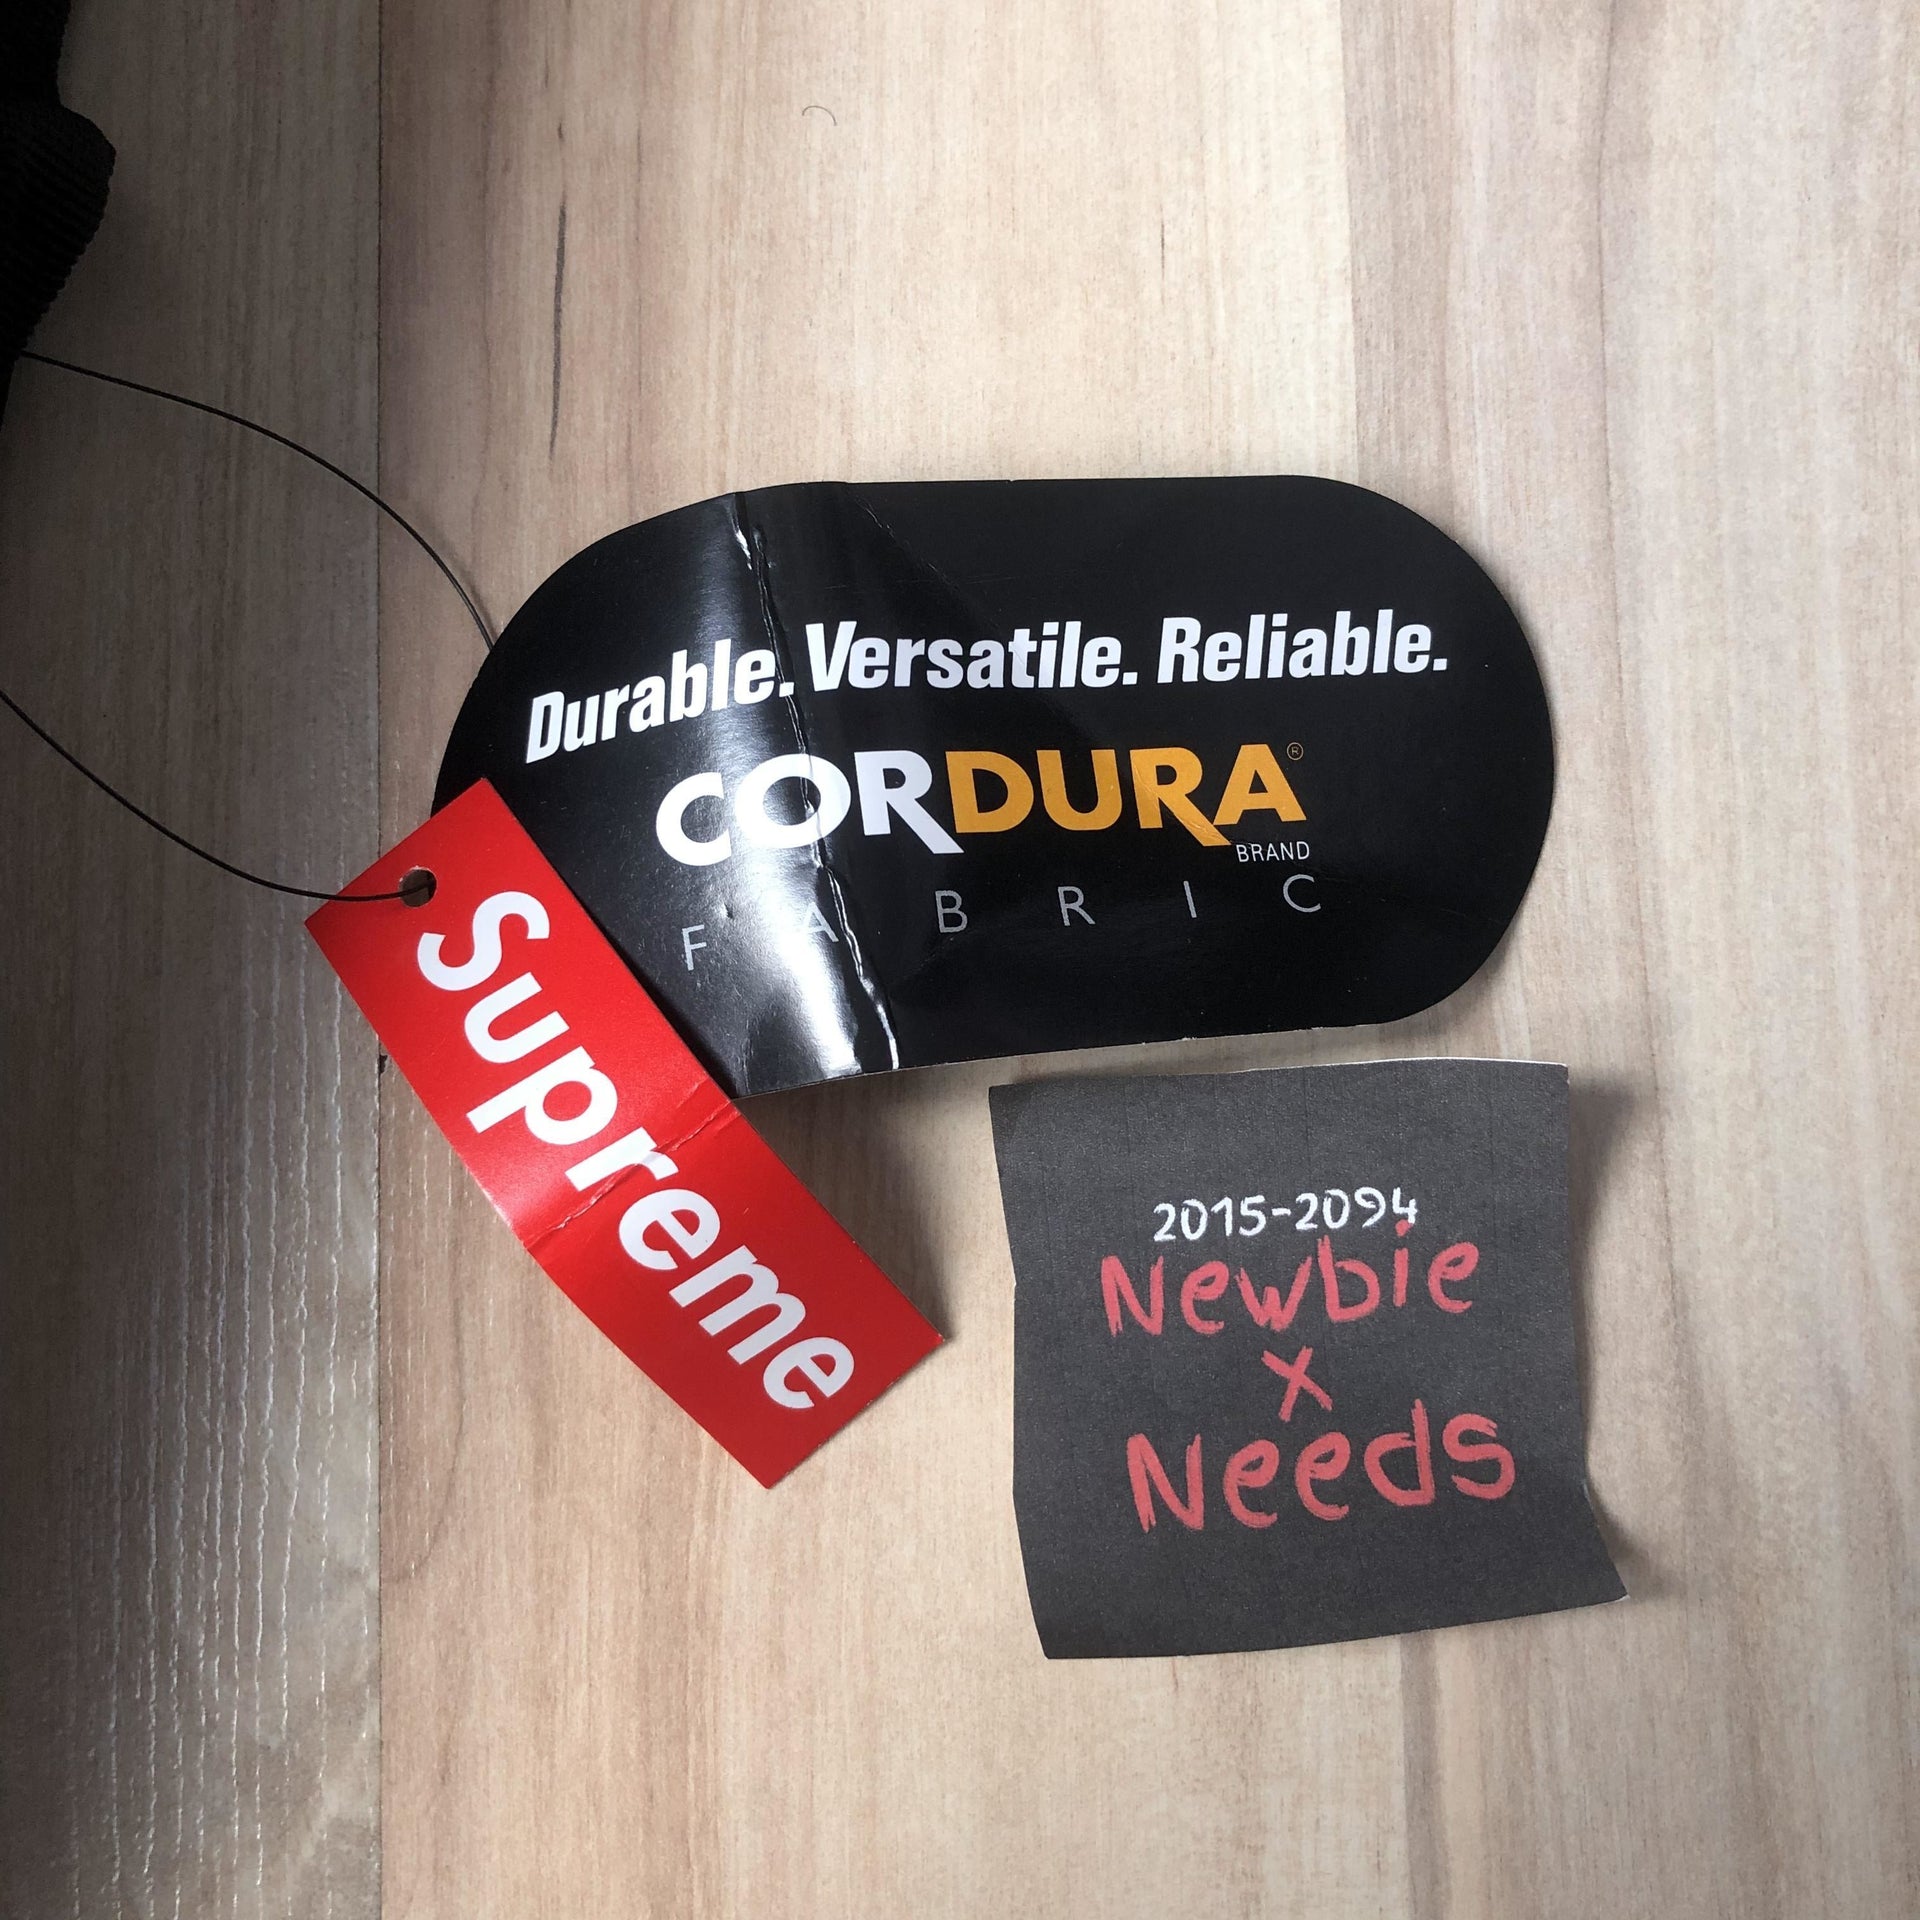 Durable. Versatile. Reliable.
CORDURA®
BRAND
FABRIC
Supreme
2015-2094
Newbie
x
Needs